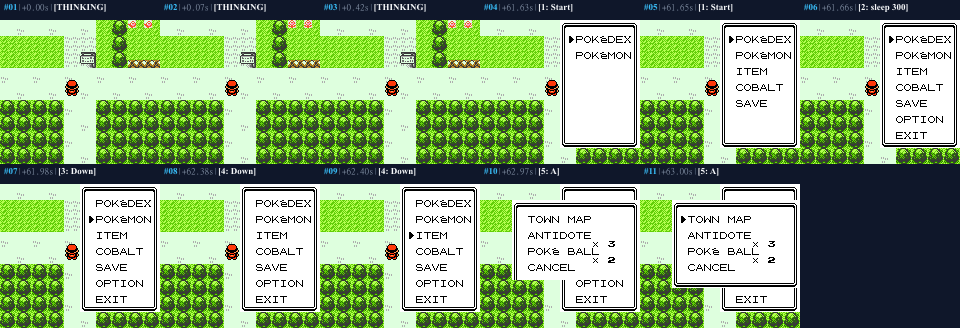 #01|+0.00s|[THINKING]
#02|+0.07s|[THINKING]
#03|+0.42s|[THINKING]
#04|+61.63s|[1: Start]
POKéDEX
POKéMON
#05|+61.65s|[1: Start]
POKéDEX
POKéMON
ITEM
COBALT
SAVE
#06|+61.66s|[2: sleep 300]
POKéDEX
POKéMON
ITEM
COBALT
SAVE
OPTION
EXIT
#07|+61.98s|[3: Down]
POKéDEX
POKéMON
ITEM
COBALT
SAVE
OPTION
EXIT
#08|+62.38s|[4: Down]
POKéDEX
POKéMON
ITEM
COBALT
SAVE
OPTION
EXIT
#09|+62.40s|[4: Down]
POKéDEX
POKéMON
ITEM
COBALT
SAVE
OPTION
EXIT
#10|+62.97s|[5: A]
TOWN MAP
ANTIDOTE
× 3
POKé BALL
× 2
CANCEL
OPTION
EXIT
#11|+63.00s|[5: A]
TOWN MAP
ANTIDOTE
× 3
POKé BALL
× 2
CANCEL
EXIT